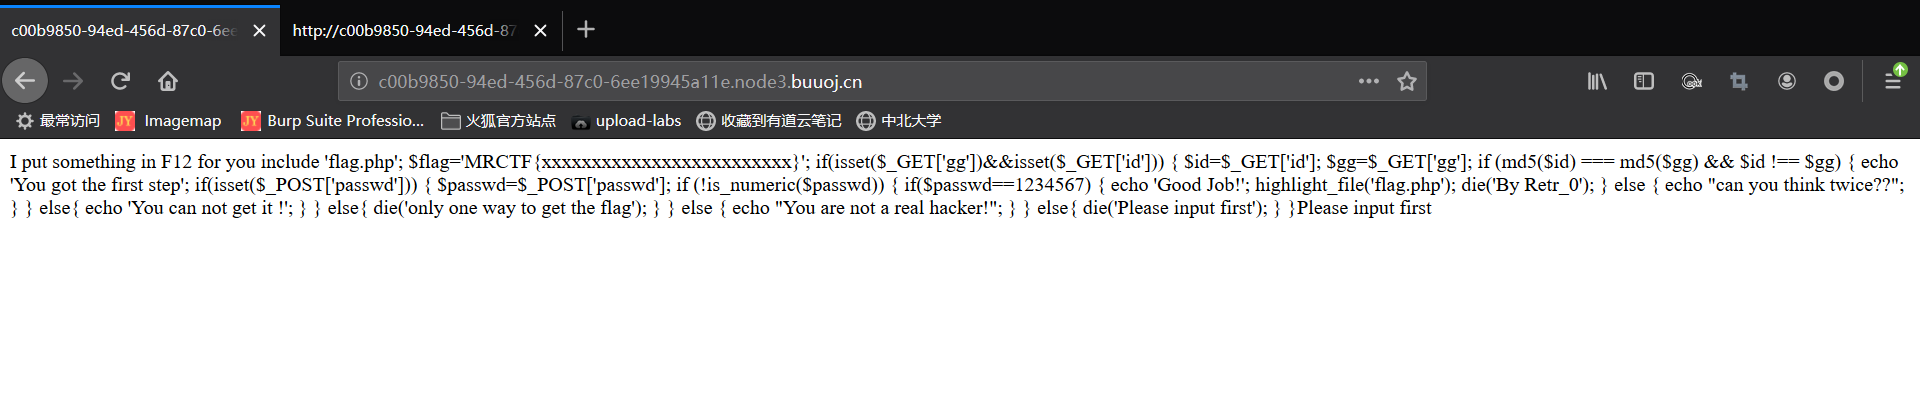 c00b9850-94ed-456d-87c0-6ee
http://c00b9850-94ed-456d-87
c00b9850-94ed-456d-87c0-6ee19945a11e.node3.buuoj.cn
最常访问 JY Imagemap JY Burp Suite Professio... 火狐官方站点 upload-labs 收藏到有道云笔记 中北大学
I put something in F12 for you include 'flag.php'; $flag='MRCTF{xxxxxxxxxxxxxxxxxxxxxxxxx}'; if(isset($_GET['gg'])&&isset($_GET['id'])) { $id=$_GET['id']; $gg=$_GET['gg']; if (md5($id) === md5($gg) && $id !== $gg) { echo
'You got the first step'; if(isset($_POST['passwd'])) { $passwd=$_POST['passwd']; if (!is_numeric($passwd)) { if($passwd==1234567) { echo 'Good Job!'; highlight_file('flag.php'); die('By Retr_0'); } else { echo "can you think twice??";
} } else{ echo 'You can not get it !'; } } else{ die('only one way to get the flag'); } } else { echo "You are not a real hacker!"; } } else{ die('Please input first'); } }Please input first